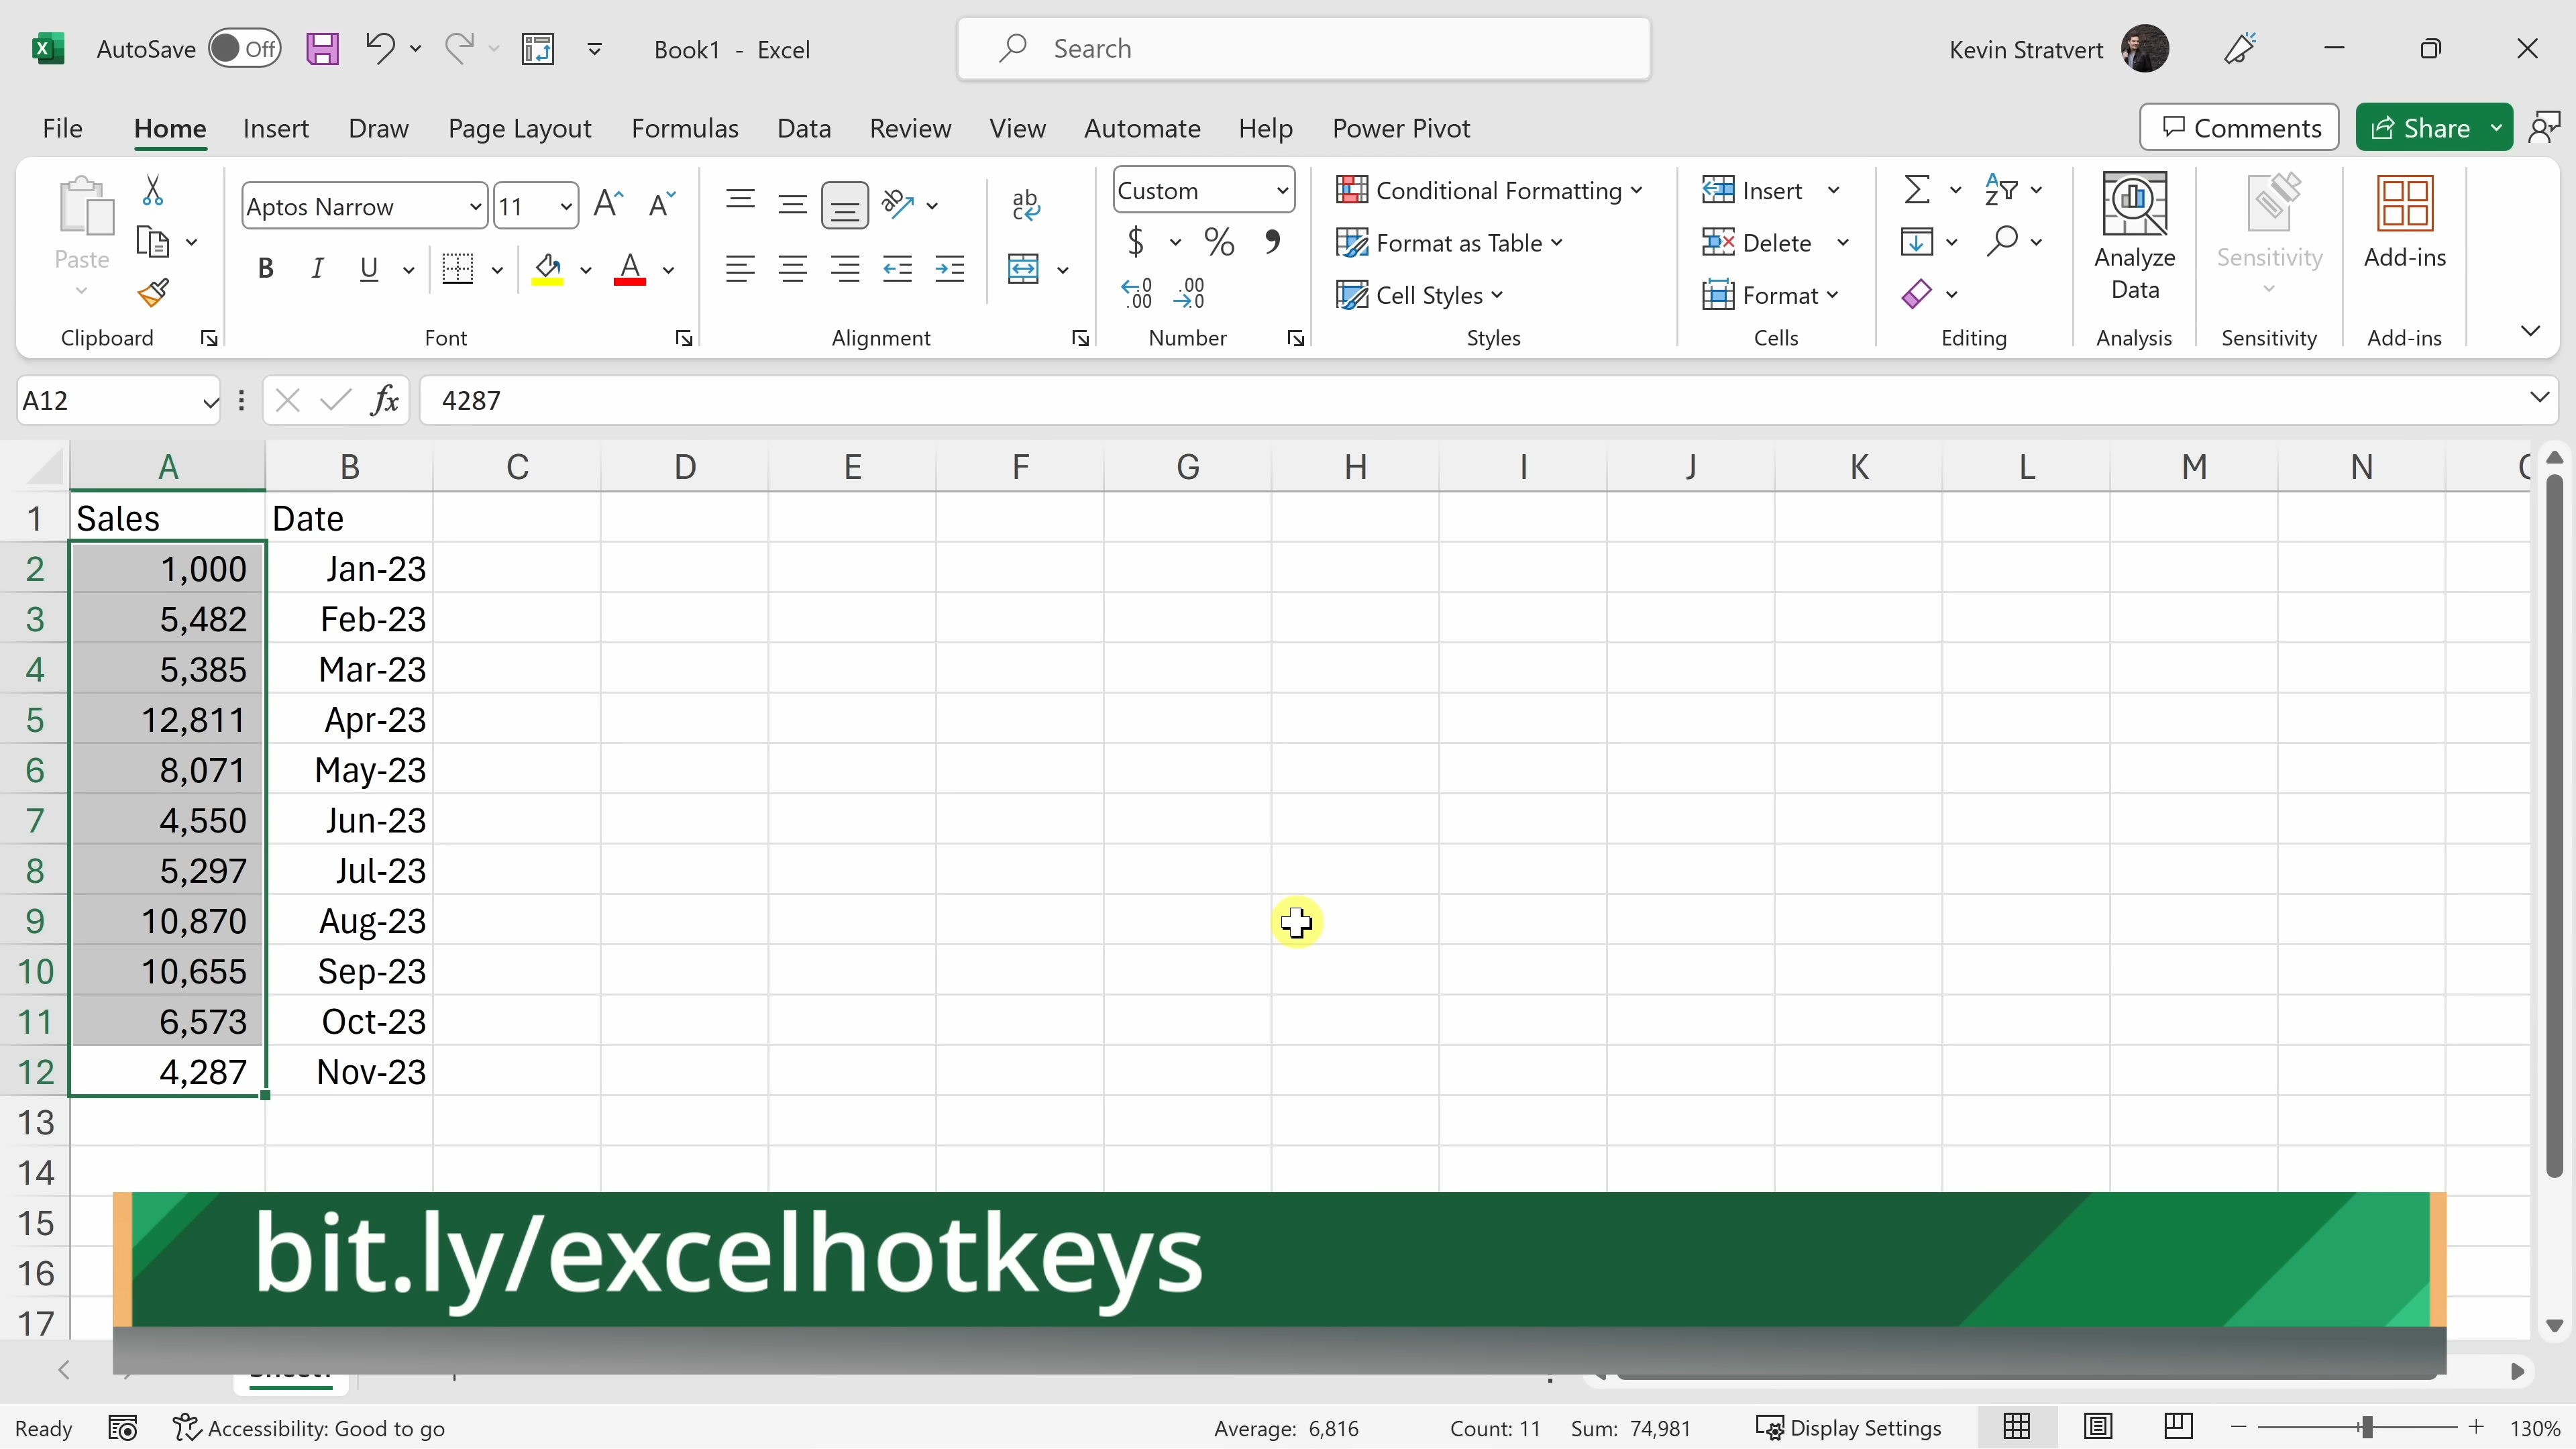 AutoSave Off Book1 - Excel Search Kevin Stratvert
File Home Insert Draw Page Layout Formulas Data Review View Automate Help Power Pivot Comments Share
Paste
Clipboard
Aptos Narrow 11
B I U
Font
ab
Alignment
Custom
$ %
Number
Conditional Formatting
Format as Table
Cell Styles
Styles
Insert
Delete
Format
Cells
Editing
Analyze
Data
Analysis
Sensitivity
Sensitivity
Add-ins
Add-ins
A12 fx 4287
A B C D E F G H I J K L M N
1 Sales Date
2 1,000 Jan-23
3 5,482 Feb-23
4 5,385 Mar-23
5 12,811 Apr-23
6 8,071 May-23
7 4,550 Jun-23
8 5,297 Jul-23
9 10,870 Aug-23
10 10,655 Sep-23
11 6,573 Oct-23
12 4,287 Nov-23
13
14
15
16
17
bit.ly/excelhotkeys
Ready Accessibility: Good to go Average: 6,816 Count: 11 Sum: 74,981 Display Settings 130%